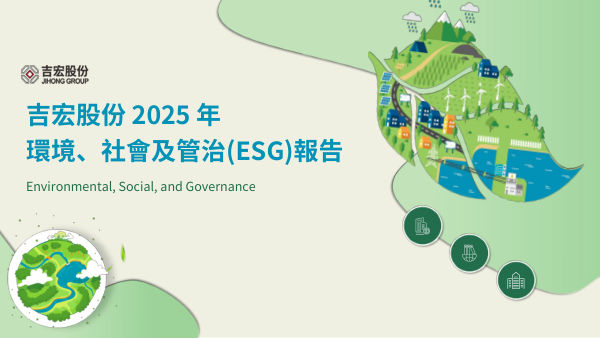 吉宏股份
JIHONG GROUP
吉宏股份 2025 年
環境、社會及管治(ESG)報告
Environmental, Social, and Governance